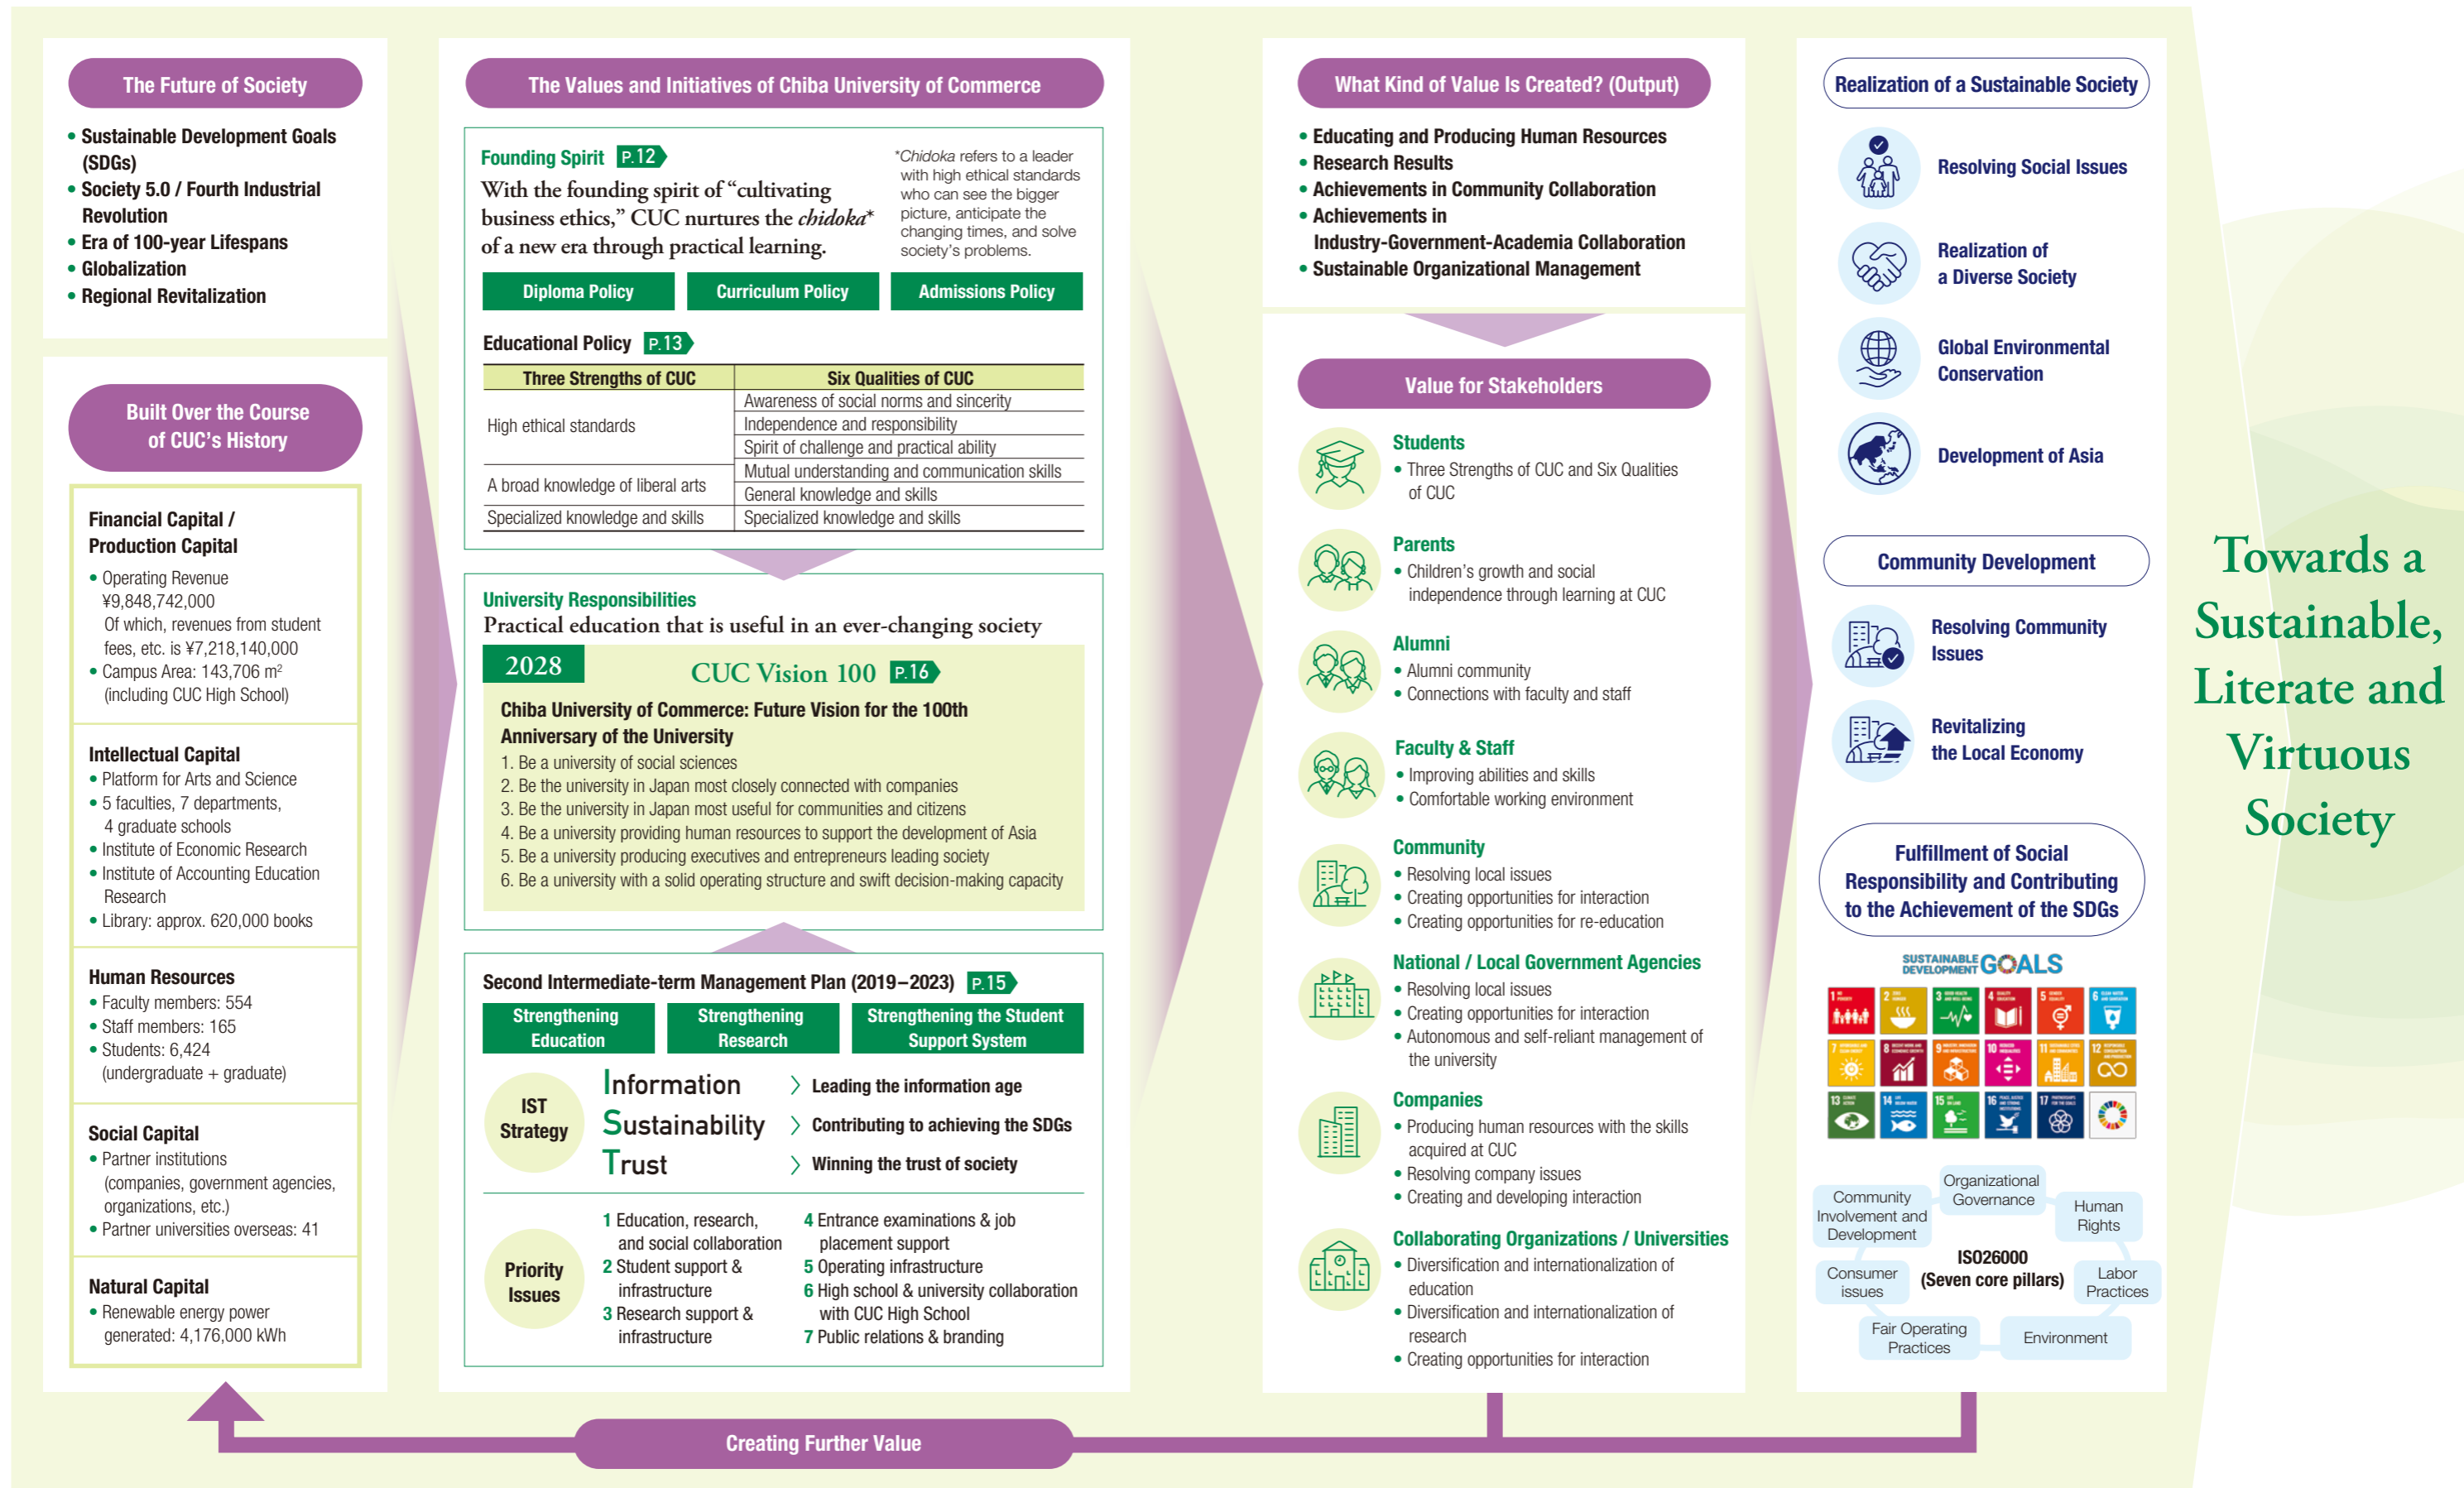 The Future of Society
• Sustainable Development Goals
(SDGs)
• Society 5.0 / Fourth Industrial
Revolution
• Era of 100-year Lifespans
• Globalization
• Regional Revitalization
Built Over the Course
of CUC's History
Financial Capital /
Production Capital
• Operating Revenue
¥9,848,742,000
Of which, revenues from student
fees, etc. is ¥7,218,140,000
• Campus Area: 143,706 m²
(including CUC High School)
Intellectual Capital
• Platform for Arts and Science
• 5 faculties, 7 departments,
4 graduate schools
• Institute of Economic Research
• Institute of Accounting Education
Research
• Library: approx. 620,000 books
Human Resources
• Faculty members: 554
• Staff members: 165
• Students: 6,424
(undergraduate + graduate)
Social Capital
• Partner institutions
(companies, government agencies,
organizations, etc.)
• Partner universities overseas: 41
Natural Capital
• Renewable energy power
generated: 4,176,000 kWh
The Values and Initiatives of Chiba University of Commerce
Founding Spirit P.12
With the founding spirit of “cultivating
business ethics,” CUC nurtures the chidoka*
of a new era through practical learning.
*Chidoka refers to a leader
with high ethical standards
who can see the bigger
picture, anticipate the
changing times, and solve
society's problems.
Diploma Policy
Curriculum Policy
Admissions Policy
Educational Policy P.13
Three Strengths of CUC
Six Qualities of CUC
High ethical standards
Awareness of social norms and sincerity
Independence and responsibility
Spirit of challenge and practical ability
A broad knowledge of liberal arts
Mutual understanding and communication skills
General knowledge and skills
Specialized knowledge and skills
Specialized knowledge and skills
University Responsibilities
Practical education that is useful in an ever-changing society
2028
CUC Vision 100 P.16
Chiba University of Commerce: Future Vision for the 100th
Anniversary of the University
1. Be a university of social sciences
2. Be the university in Japan most closely connected with companies
3. Be the university in Japan most useful for communities and citizens
4. Be a university providing human resources to support the development of Asia
5. Be a university producing executives and entrepreneurs leading society
6. Be a university with a solid operating structure and swift decision-making capacity
Second Intermediate-term Management Plan (2019–2023) P.15
Strengthening
Education
Strengthening
Research
Strengthening the Student
Support System
IST
Strategy
Information
Leading the information age
Sustainability
Contributing to achieving the SDGs
Trust
Winning the trust of society
Priority
Issues
1 Education, research,
and social collaboration
2 Student support &
infrastructure
3 Research support &
infrastructure
4 Entrance examinations & job
placement support
5 Operating infrastructure
6 High school & university collaboration
with CUC High School
7 Public relations & branding
What Kind of Value Is Created? (Output)
• Educating and Producing Human Resources
• Research Results
• Achievements in Community Collaboration
• Achievements in
Industry-Government-Academia Collaboration
• Sustainable Organizational Management
Value for Stakeholders
Students
• Three Strengths of CUC and Six Qualities
of CUC
Parents
• Children's growth and social
independence through learning at CUC
Alumni
• Alumni community
• Connections with faculty and staff
Faculty & Staff
• Improving abilities and skills
• Comfortable working environment
Community
• Resolving local issues
• Creating opportunities for interaction
• Creating opportunities for re-education
National / Local Government Agencies
• Resolving local issues
• Creating opportunities for interaction
• Autonomous and self-reliant management of
the university
Companies
• Producing human resources with the skills
acquired at CUC
• Resolving company issues
• Creating and developing interaction
Collaborating Organizations / Universities
• Diversification and internationalization of
education
• Diversification and internationalization of
research
• Creating opportunities for interaction
Realization of a Sustainable Society
Resolving Social Issues
Realization of
a Diverse Society
Global Environmental
Conservation
Development of Asia
Community Development
Resolving Community
Issues
Revitalizing
the Local Economy
Fulfillment of Social
Responsibility and Contributing
to the Achievement of the SDGs
SUSTAINABLE
DEVELOPMENT GOALS
1
2
3
4
5
6
7
8
9
10
11
12
13
14
15
16
17
Organizational
Governance
Human
Rights
Labor
Practices
Environment
Fair Operating
Practices
Consumer
issues
Community
Involvement and
Development
ISO26000
(Seven core pillars)
Creating Further Value
Towards a
Sustainable,
Literate and
Virtuous
Society